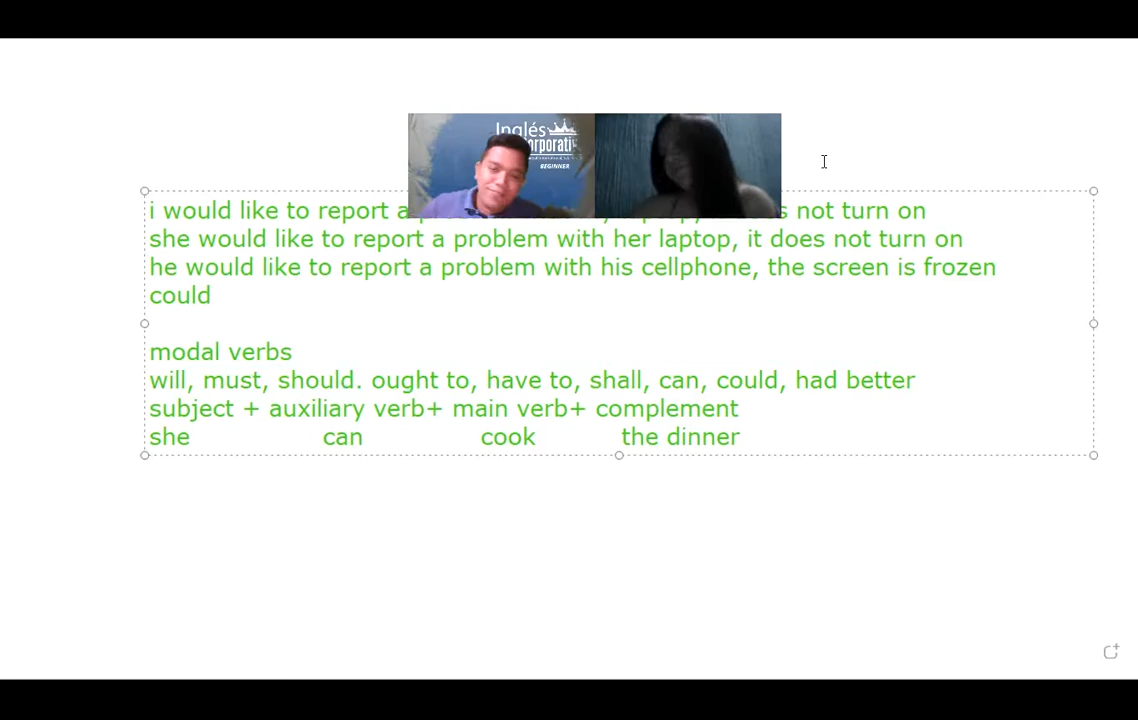 Inglés
Corporativ
BEGINNER
i would like to report a not turn on
she would like to report a problem with her laptop, it does not turn on
he would like to report a problem with his cellphone, the screen is frozen
could
modal verbs
will, must, should. ought to, have to, shall, can, could, had better
subject + auxiliary verb+ main verb+ complement
she can cook the dinner